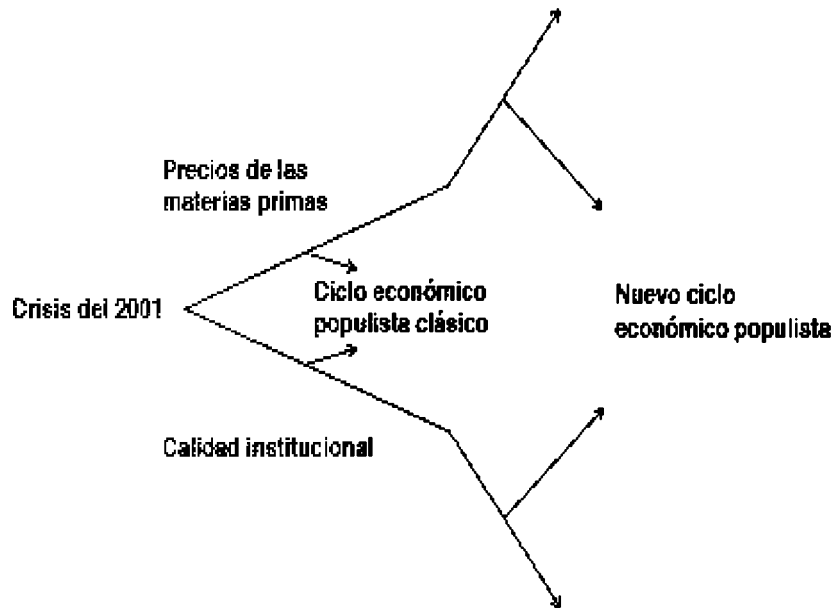 Precios de las
materias primas
Crisis del 2001
Ciclo económico
populista clásico
Nuevo ciclo
económico populista
Calidad institucional